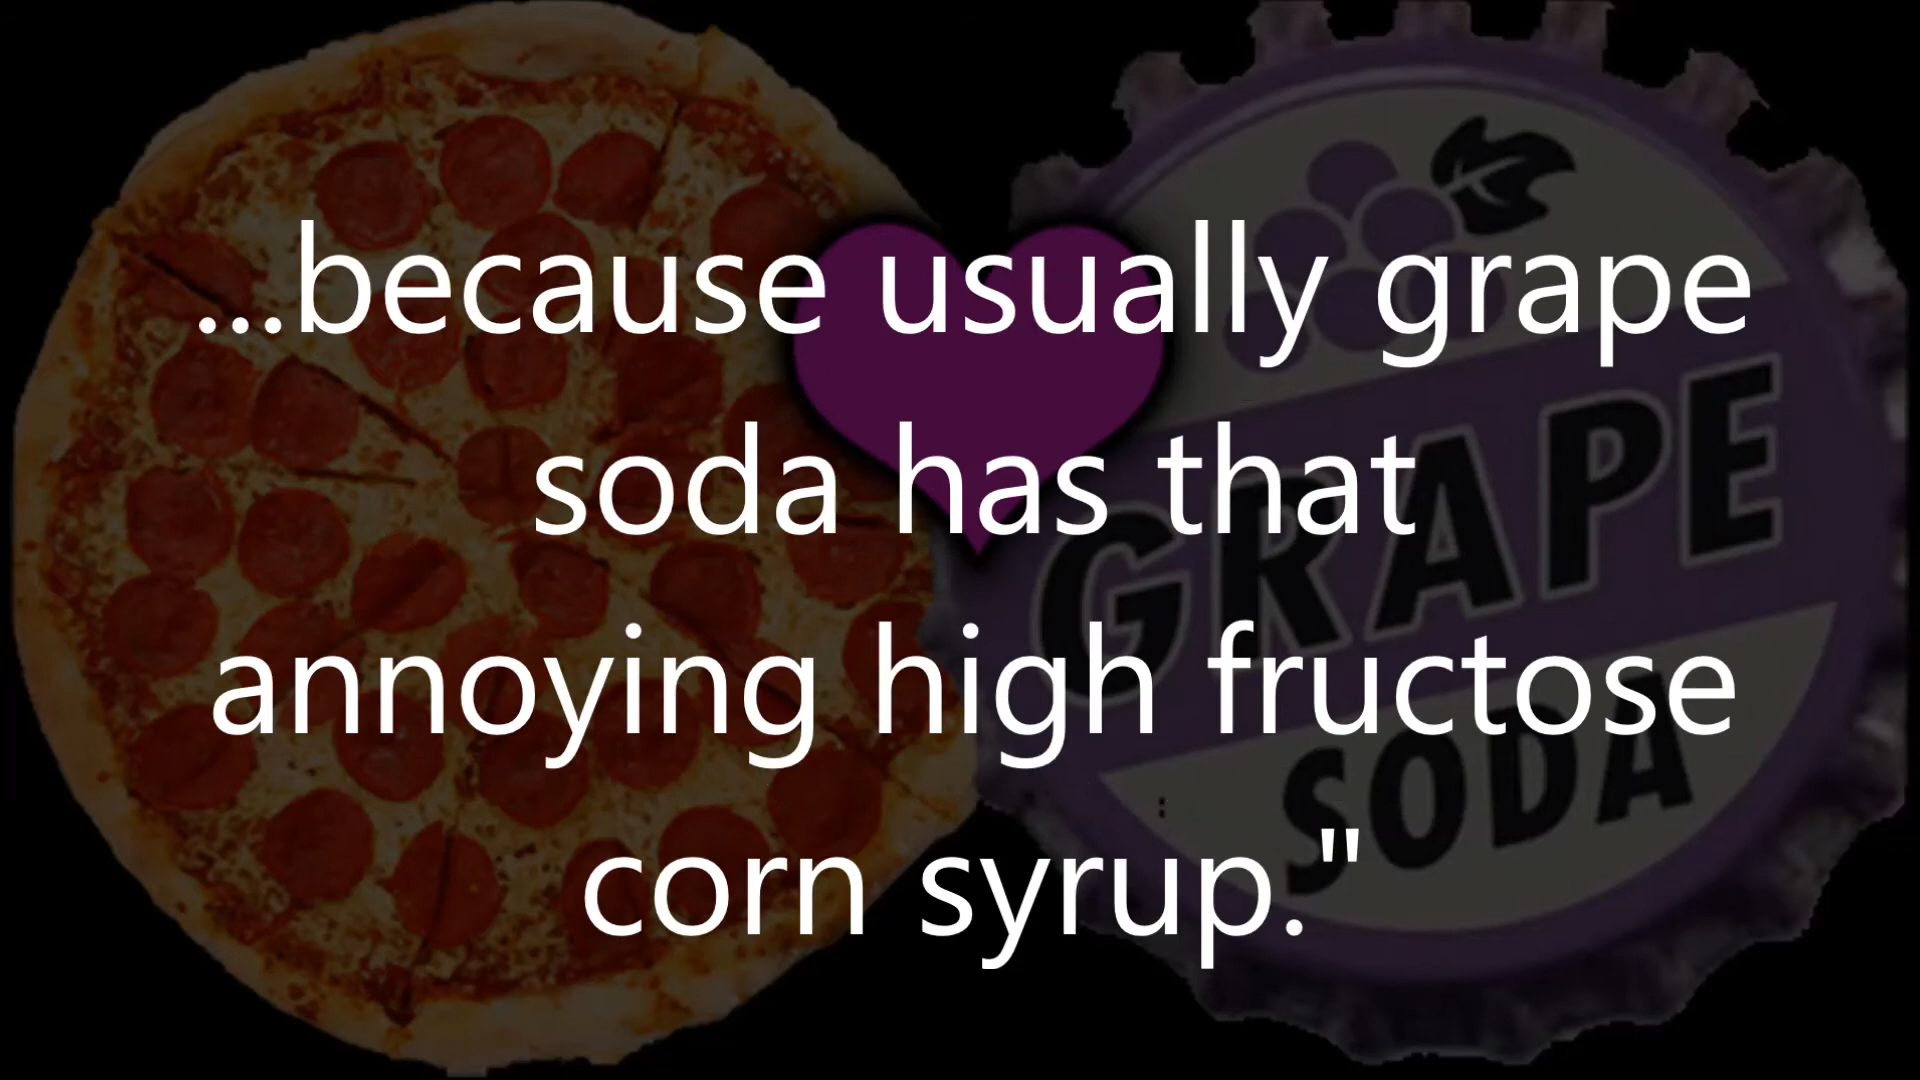 ...because usually grape
soda has that
annoying high fructose
corn syrup."
GRAPE
SODA